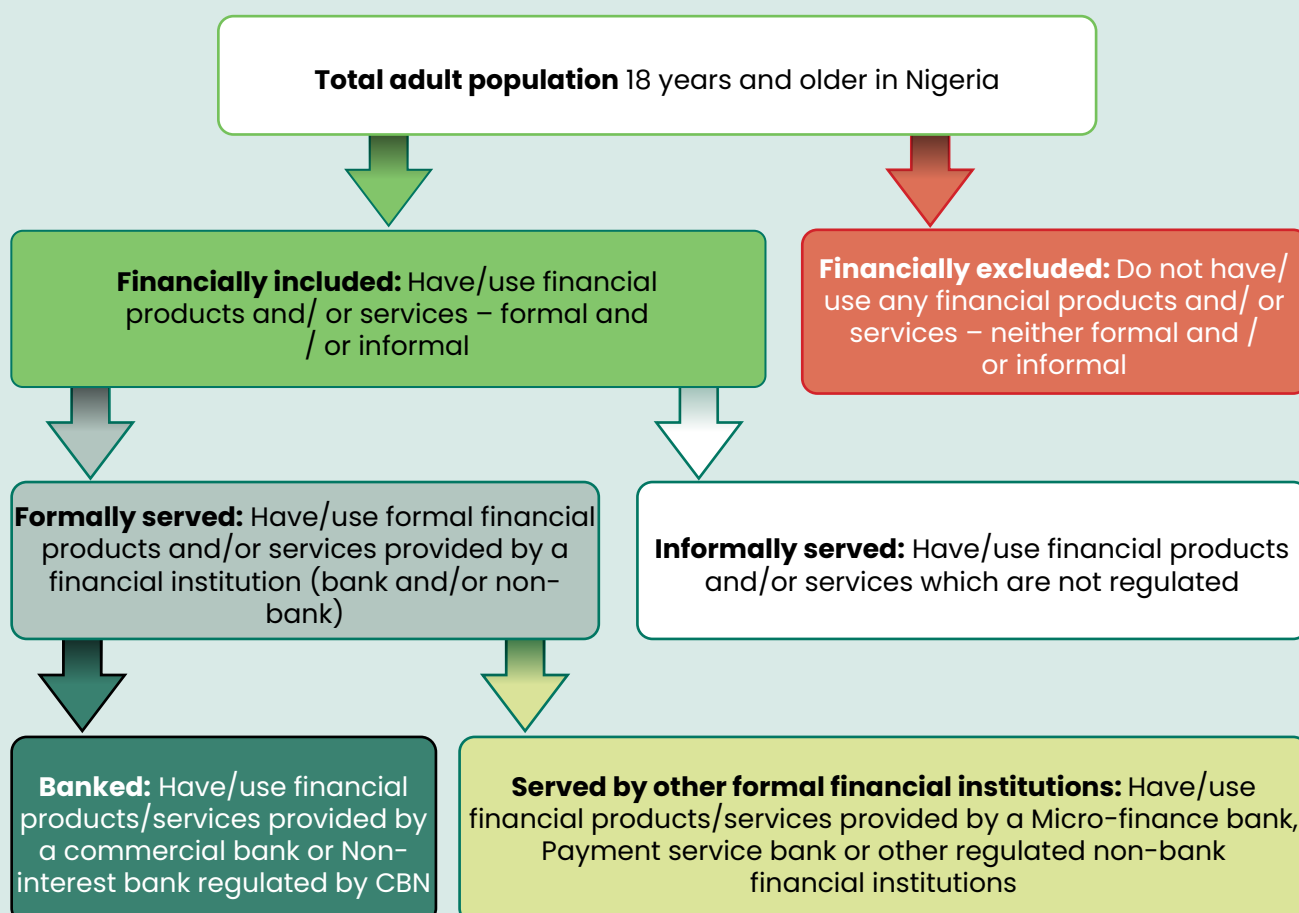 Total adult population 18 years and older in Nigeria
Financially included: Have/use financial
products and/ or services – formal and
/ or informal
Financially excluded: Do not have/
use any financial products and/ or
services – neither formal and /
or informal
Formally served: Have/use formal financial
products and/or services provided by a
financial institution (bank and/or non-
bank)
Informally served: Have/use financial products
and/or services which are not regulated
Banked: Have/use financial
products/services provided by
a commercial bank or Non-
interest bank regulated by CBN
Served by other formal financial institutions: Have/use
financial products/services provided by a Micro-finance bank,
Payment service bank or other regulated non-bank
financial institutions